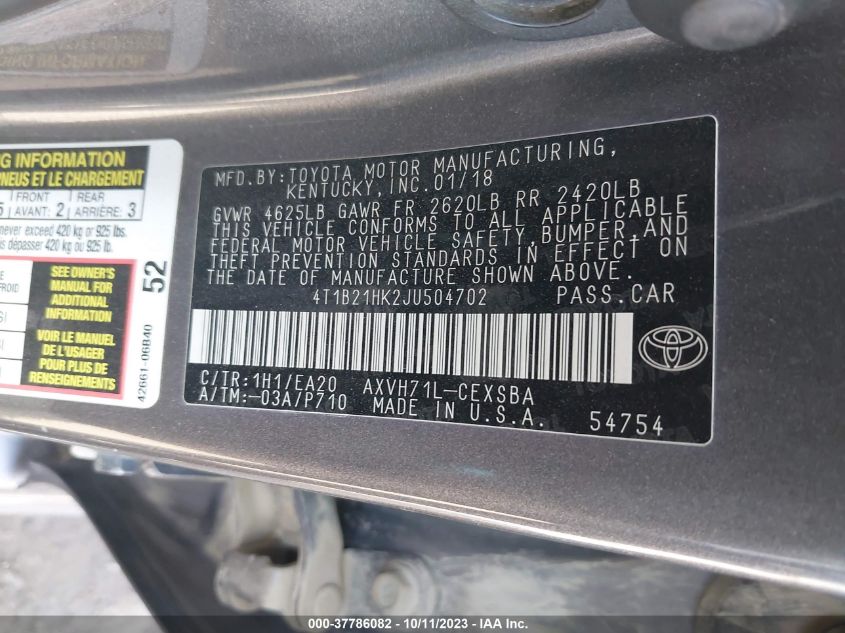 NG INFORMATION
PNEUS ET LE CHARGEMENT
5 FRONT REAR
AVANT: 2 ARRIÈRE: 3
never exceed 420 kg or 925 lbs.
dépasser 420 kg ou 925 lb.
SEE OWNER'S
MANUAL FOR
ADDITIONAL
INFORMATION
VOIR LE MANUEL
DE L'USAGER
POUR PLUS DE
RENSEIGNEMENTS
52
42661-06B40
MFD.BY:TOYOTA MOTOR MANUFACTURING,
KENTUCKY,INC.01/18
GVWR 4625LB GAWR FR 2620LB RR 2420LB
THIS VEHICLE CONFORMS TO ALL APPLICABLE
FEDERAL MOTOR VEHICLE SAFETY,BUMPER,AND
THEFT PREVENTION STANDARDS IN EFFECT ON
THE DATE OF MANUFACTURE SHOWN ABOVE.
4T1B21HK2JU504702 PASS.CAR
C/TR:1H1/EA20 AXVH71L-CEXSBA
A/TM:-03A/P710 MADE IN U.S.A.
54754
000-37786082 - 10/11/2023 - IAA Inc.